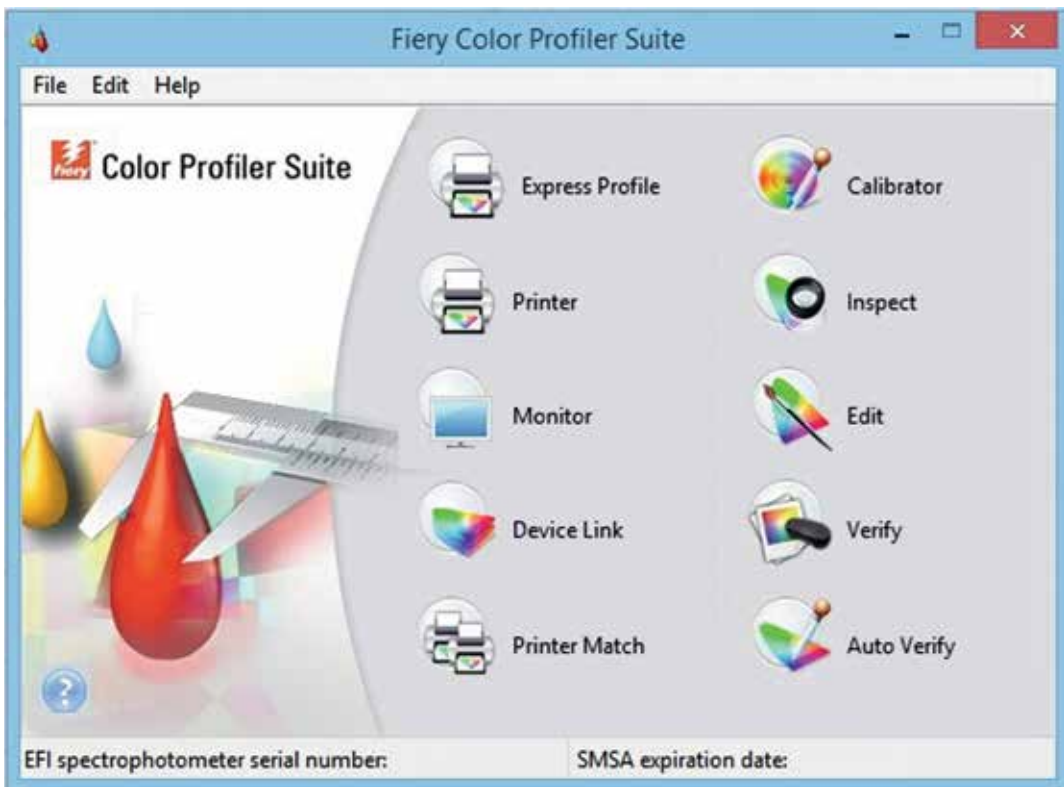 Fiery Color Profiler Suite
File Edit Help
fiery Color Profiler Suite
Express Profile
Calibrator
Printer
Inspect
Monitor
Edit
Device Link
Verify
Printer Match
Auto Verify
?
EFI spectrophotometer serial number:
SMSA expiration date: